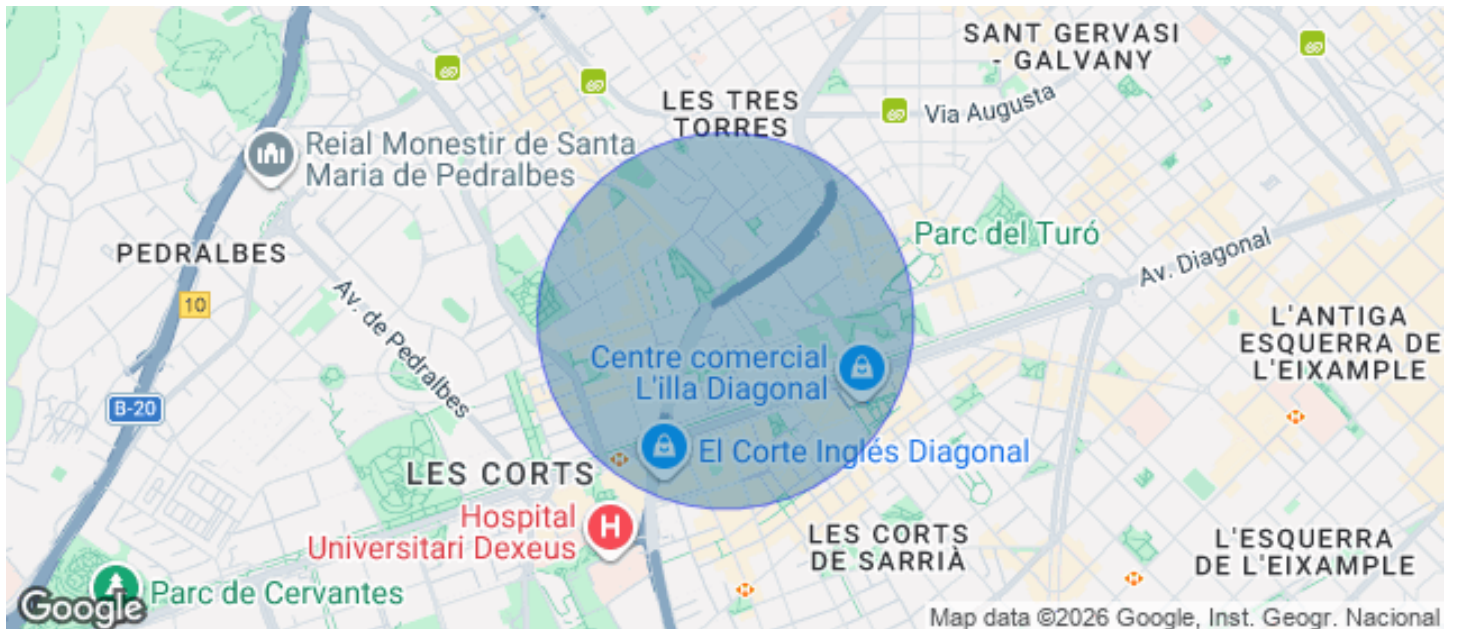 SANT GERVASI
- GALVANY
LES TRES
TORRES
Via Augusta
Reial Monestir de Santa
Maria de Pedralbes
Parc del Turó
PEDRALBES
Av. Diagonal
10
Av. de Pedralbes
L'ANTIGA
ESQUERRA DE
L'EIXAMPLE
Centre comercial
L'illa Diagonal
B-20
El Corte Inglés Diagonal
LES CORTS
H
Hospital
Universitari Dexeus
LES CORTS
DE SARRIÀ
L'ESQUERRA
DE L'EIXAMPLE
Parc de Cervantes
Google
Map data ©2026 Google, Inst. Geogr. Nacional